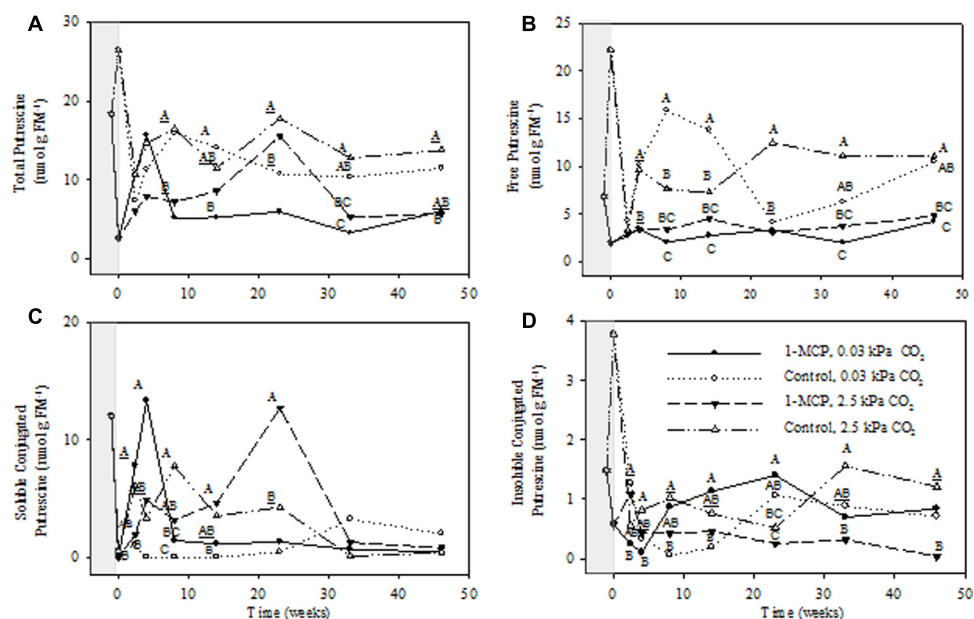 A
B
30
20
10
0
Total Putrescine
(nmol g FM⁻¹)
A
A
A
AB
B
B
B
AB
BC
C
AB
B
0 10 20 30 40 50
25
20
15
10
5
0
Free Putrescine
(nmol g FM⁻¹)
A
A
A
A
A
A
B
B
B
B
BC
BC
AB
BC
AB
BC
C
C
C
C
0 10 20 30 40 50
C
D
20
10
0
Soluble Conjugated
Putrescine (nmol g FM⁻¹)
A
A
A
A
A
AB
AB
AB
B
B
B
BC
C
AB
B
B
0 10 20 30 40 50
Time (weeks)
4
3
2
1
0
Insoluble Conjugated
Putrescine (nmol g FM⁻¹)
1-MCP, 0.03 kPa CO₂
Control, 0.03 kPa CO₂
1-MCP, 2.5 kPa CO₂
Control, 2.5 kPa CO₂
A
A
A
A
A
A
A
AB
AB
AB
AB
AB
BC
C
B
B
B
B
B
B
0 10 20 30 40 50
Time (weeks)